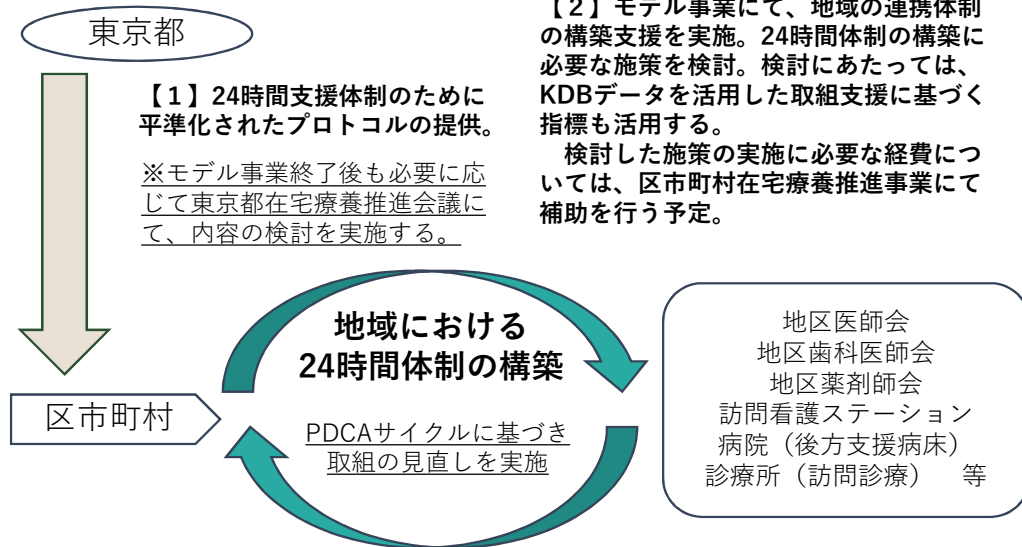 東京都
【１】24時間支援体制のために
平準化されたプロトコルの提供。
※モデル事業終了後も必要に応
じて東京都在宅療養推進会議に
て、内容の検討を実施する。
【２】モデル事業にて、地域の連携体制
の構築支援を実施。24時間体制の構築に
必要な施策を検討。検討にあたっては、
KDBデータを活用した取組支援に基づく
指標も活用する。
検討した施策の実施に必要な経費につ
いては、区市町村在宅療養推進事業にて
補助を行う予定。
区市町村
地域における
24時間体制の構築
PDCAサイクルに基づき
取組の見直しを実施
地区医師会
地区歯科医師会
地区薬剤師会
訪問看護ステーション
病院（後方支援病床）
診療所（訪問診療）　等